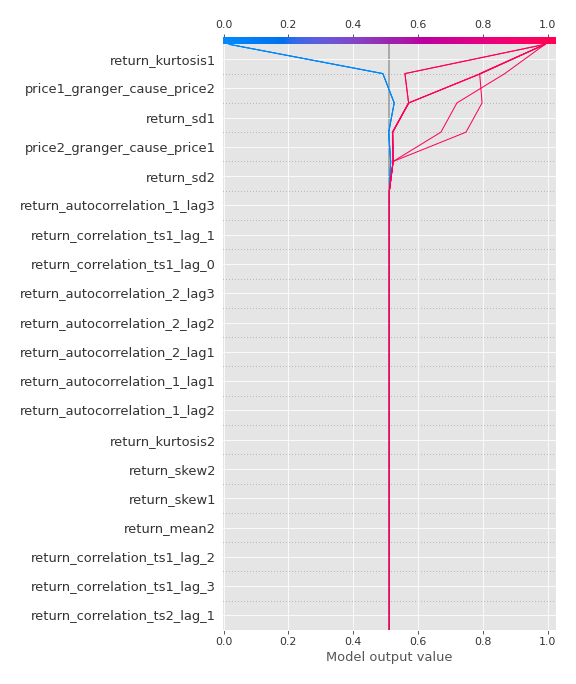 0.0 0.2 0.4 0.6 0.8 1.0
return_kurtosis1
price1_granger_cause_price2
return_sd1
price2_granger_cause_price1
return_sd2
return_autocorrelation_1_lag3
return_correlation_ts1_lag_1
return_correlation_ts1_lag_0
return_autocorrelation_2_lag3
return_autocorrelation_2_lag2
return_autocorrelation_2_lag1
return_autocorrelation_1_lag1
return_autocorrelation_1_lag2
return_kurtosis2
return_skew2
return_skew1
return_mean2
return_correlation_ts1_lag_2
return_correlation_ts1_lag_3
return_correlation_ts2_lag_1
0.0 0.2 0.4 0.6 0.8 1.0
Model output value